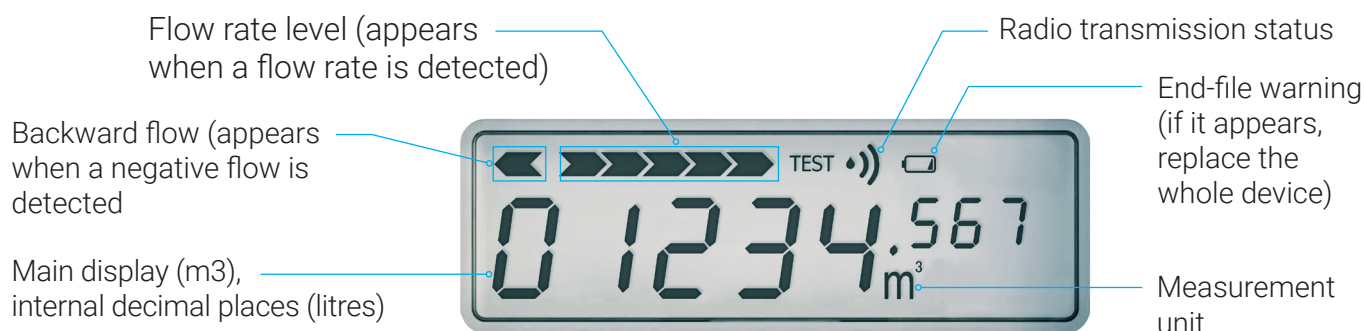 Flow rate level (appears
when a flow rate is detected)
Radio transmission status
End-file warning
(if it appears,
replace the
whole device)
Backward flow (appears
when a negative flow is
detected
TEST
01234.567
m³
Main display (m3),
internal decimal places (litres)
Measurement
unit